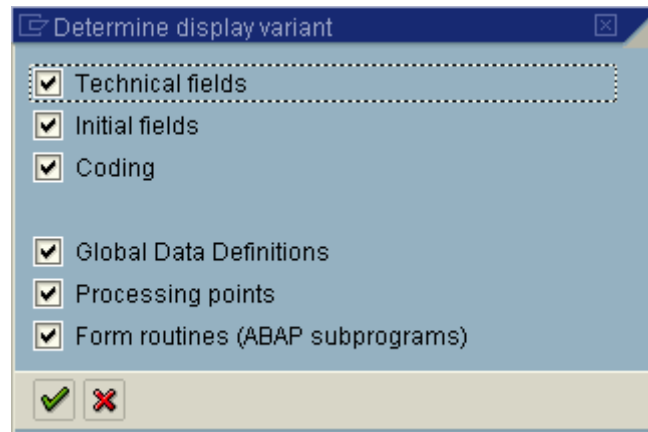 Determine display variant
Technical fields
Initial fields
Coding
Global Data Definitions
Processing points
Form routines (ABAP subprograms)